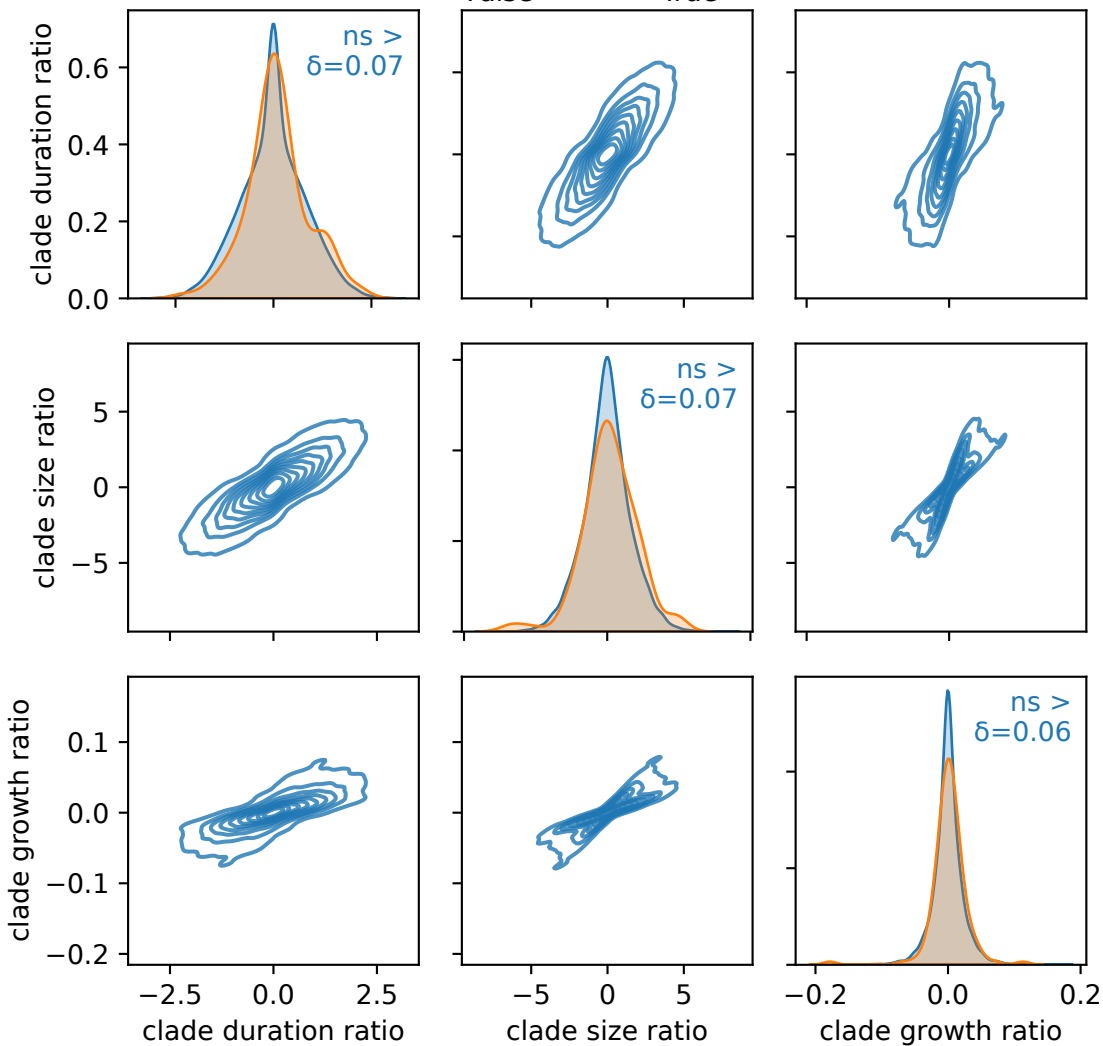 ns >
δ=0.07
clade duration ratio
0.6
0.4
0.2
0.0
ns >
δ=0.07
clade size ratio
5
0
−5
ns >
δ=0.06
clade growth ratio
0.1
0.0
−0.1
−0.2
−2.5 0.0 2.5
−5 0 5
−0.2 0.0 0.2
clade duration ratio
clade size ratio
clade growth ratio